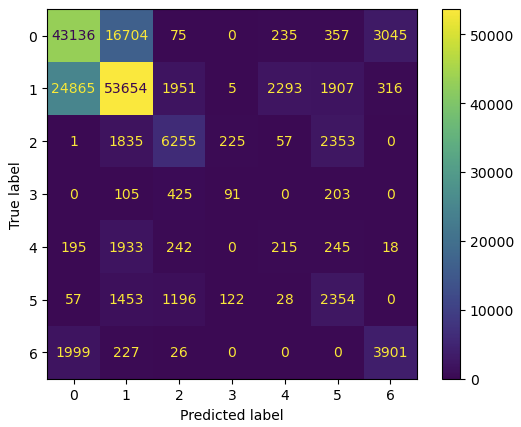 0 43136 16704 75 0 235 357 3045
1 24865 53654 1951 5 2293 1907 316
2 1 1835 6255 225 57 2353 0
3 0 105 425 91 0 203 0
4 195 1933 242 0 215 245 18
5 57 1453 1196 122 28 2354 0
6 1999 227 26 0 0 0 3901
0 1 2 3 4 5 6
Predicted label
True label
50000
40000
30000
20000
10000
0